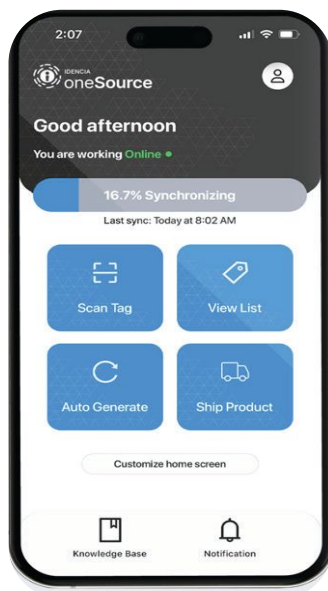 2:07
IDENCIA
oneSource
Good afternoon
You are working Online
16.7% Synchronizing
Last sync: Today at 8:02 AM
Scan Tag
View List
Auto Generate
Ship Product
Customize home screen
Knowledge Base
Notification